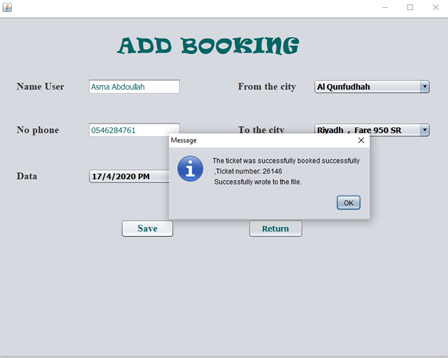 ADD BOOKING
Name User
Asma Abdoullah
From the city
Al Qunfudhah
No phone
0546284761
To the city
Riyadh , Fare 950 SR
Data
17/4/2020 PM
Message
The ticket was successfully booked successfully
,Ticket number: 26146
Successfully wrote to the file.
OK
Save
Return